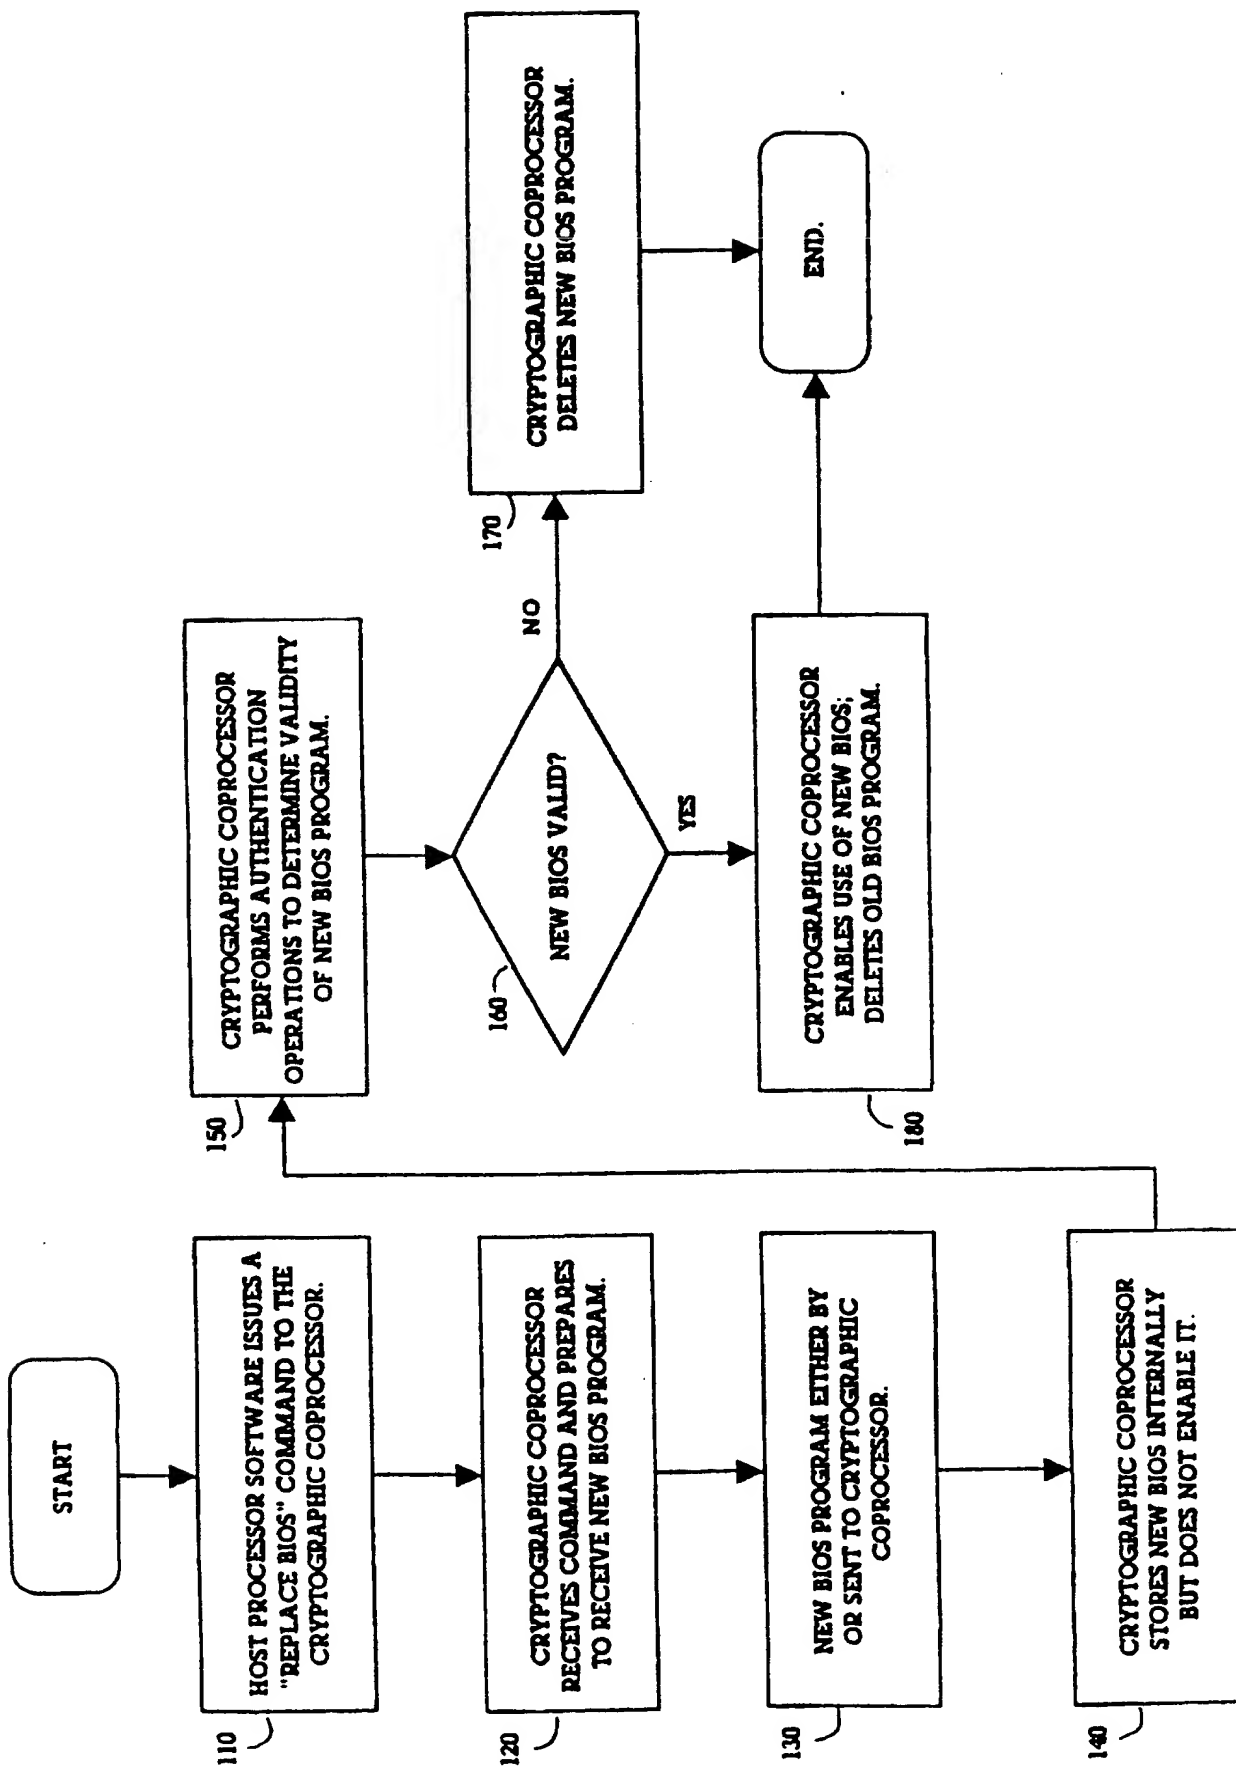 START
110
HOST PROCESSOR SOFTWARE ISSUES A
"REPLACE BIOS" COMMAND TO THE
CRYPTOGRAPHIC COPROCESSOR.
120
CRYPTOGRAPHIC COPROCESSOR
RECEIVES COMMAND AND PREPARES
TO RECEIVE NEW BIOS PROGRAM.
130
NEW BIOS PROGRAM EITHER BY
OR SENT TO CRYPTOGRAPHIC
COPROCESSOR.
140
CRYPTOGRAPHIC COPROCESSOR
STORES NEW BIOS INTERNALLY
BUT DOES NOT ENABLE IT.
150
CRYPTOGRAPHIC COPROCESSOR
PERFORMS AUTHENTICATION
OPERATIONS TO DETERMINE VALIDITY
OF NEW BIOS PROGRAM.
160
NEW BIOS VALID?
NO
YES
170
CRYPTOGRAPHIC COPROCESSOR
DELETES NEW BIOS PROGRAM.
180
CRYPTOGRAPHIC COPROCESSOR
ENABLES USE OF NEW BIOS;
DELETES OLD BIOS PROGRAM.
END.